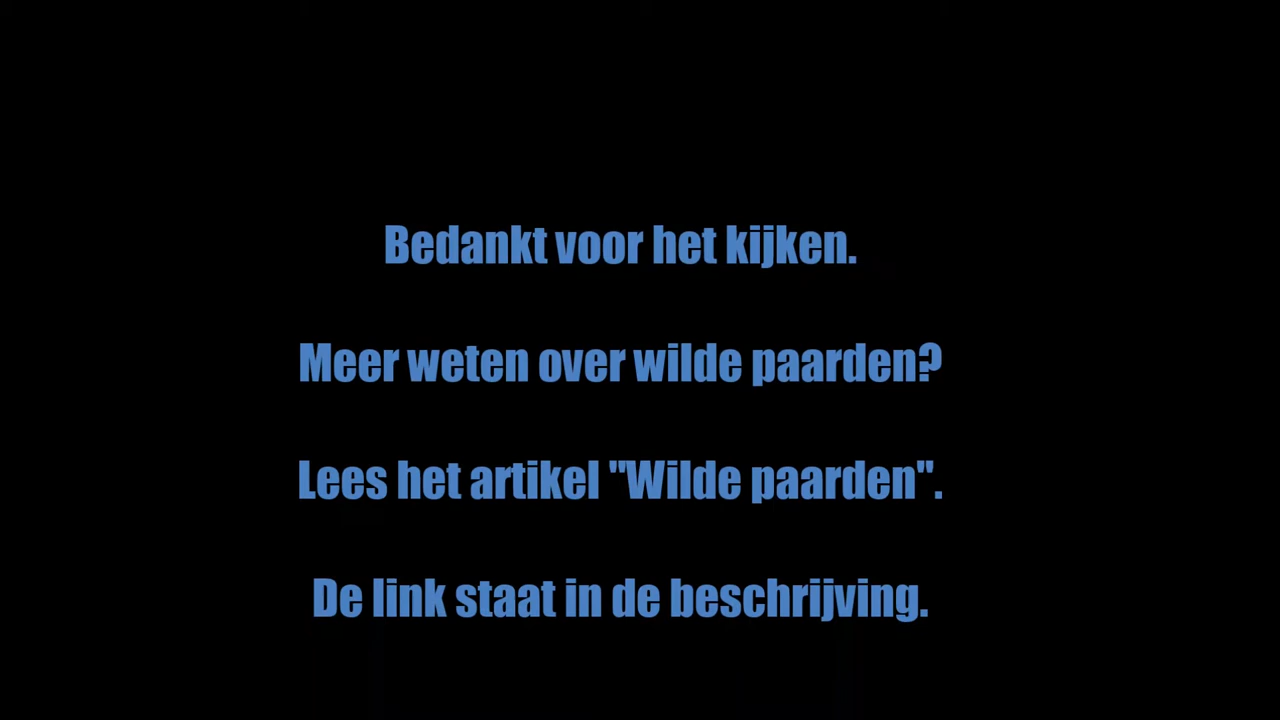 Bedankt voor het kijken.
Meer weten over wilde paarden?
Lees het artikel "Wilde paarden".
De link staat in de beschrijving.